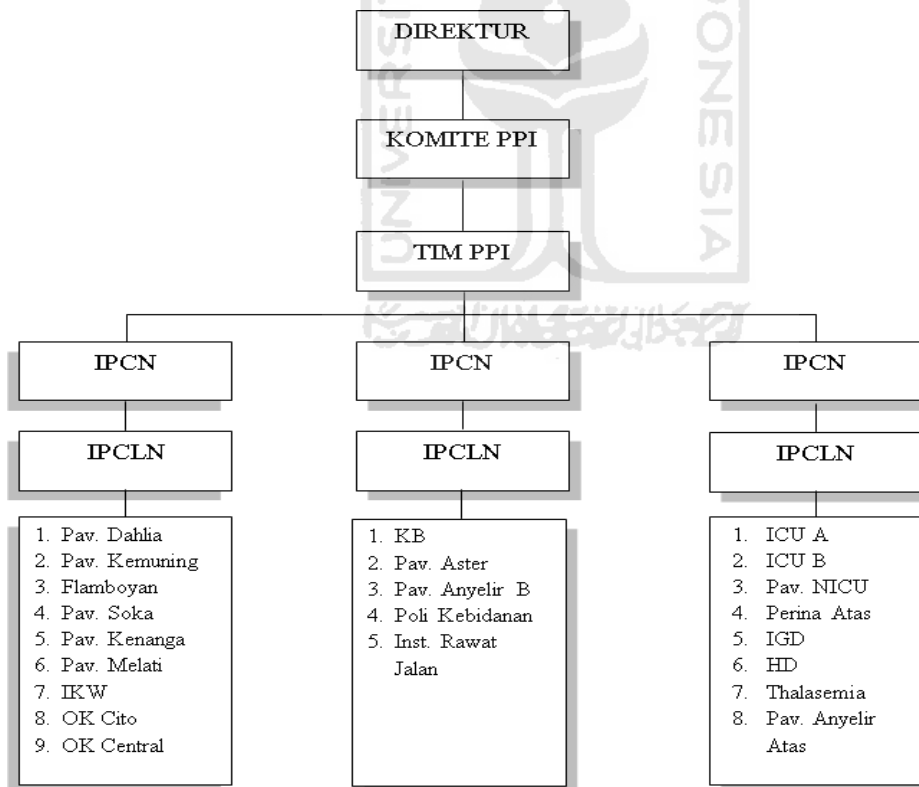 DIREKTUR
KOMITE PPI
TIM PPI
IPCN
IPCLN
1. Pav. Dahlia
2. Pav. Kemuning
3. Flamboyan
4. Pav. Soka
5. Pav. Kenanga
6. Pav. Melati
7. IKW
8. OK Cito
9. OK Central
IPCN
IPCLN
1. KB
2. Pav. Aster
3. Pav. Anyelir B
4. Poli Kebidanan
5. Inst. Rawat
Jalan
IPCN
IPCLN
1. ICU A
2. ICU B
3. Pav. NICU
4. Perina Atas
5. IGD
6. HD
7. Thalasemia
8. Pav. Anyelir
Atas